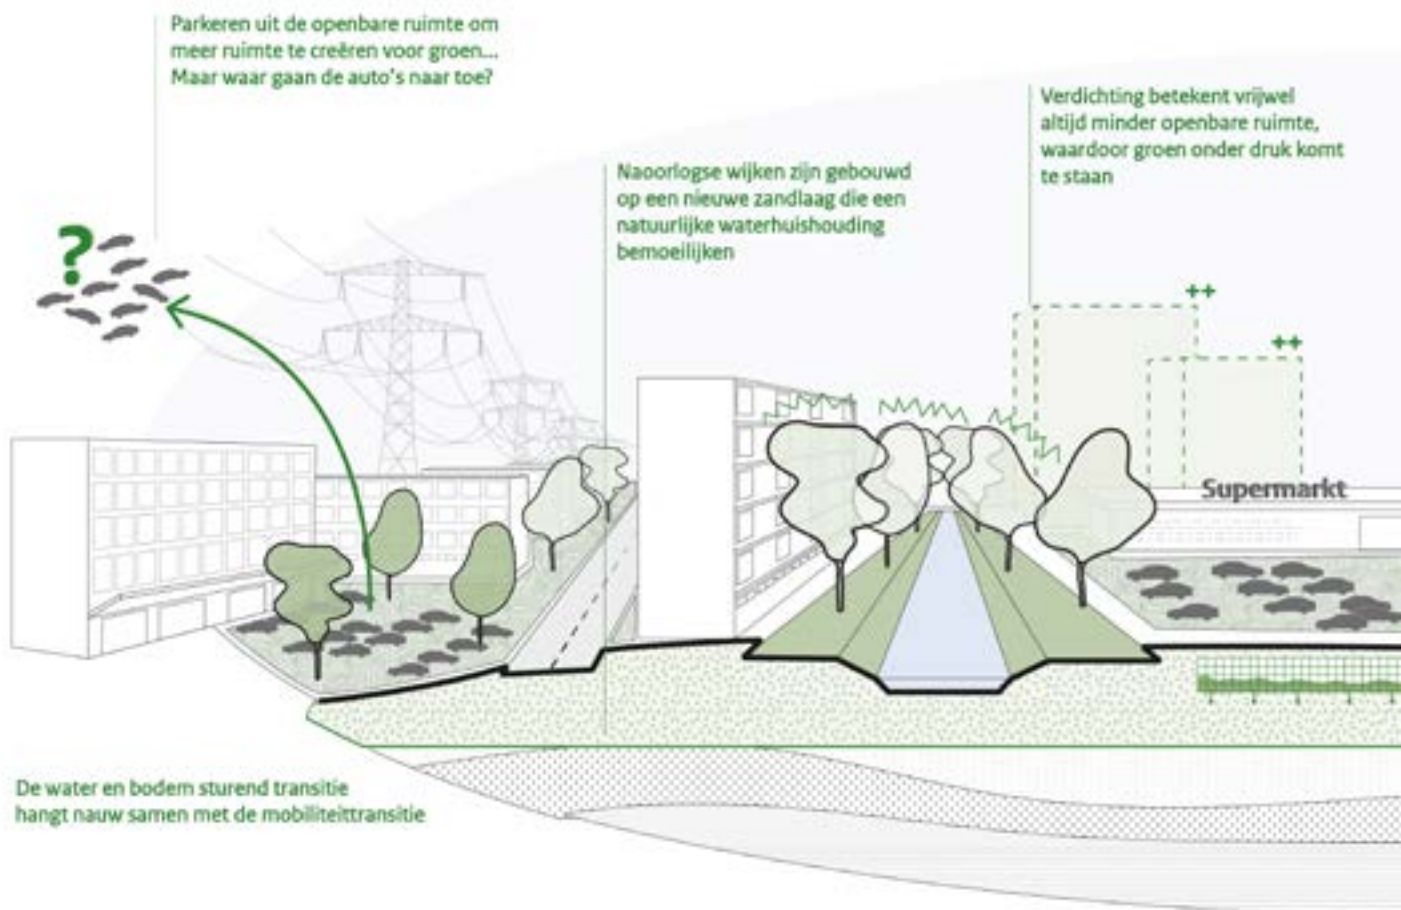 Parkeren uit de openbare ruimte om
meer ruimte te creëren voor groen...
Maar waar gaan de auto's naar toe?
Verdichting betekent vrijwel
altijd minder openbare ruimte,
waardoor groen onder druk komt
te staan
Naoorlogse wijken zijn gebouwd
op een nieuwe zandlaag die een
natuurlijke waterhuishouding
bemoeilijken
?
++
++
Supermarkt
De water en bodem sturend transitie
hangt nauw samen met de mobiliteittransitie